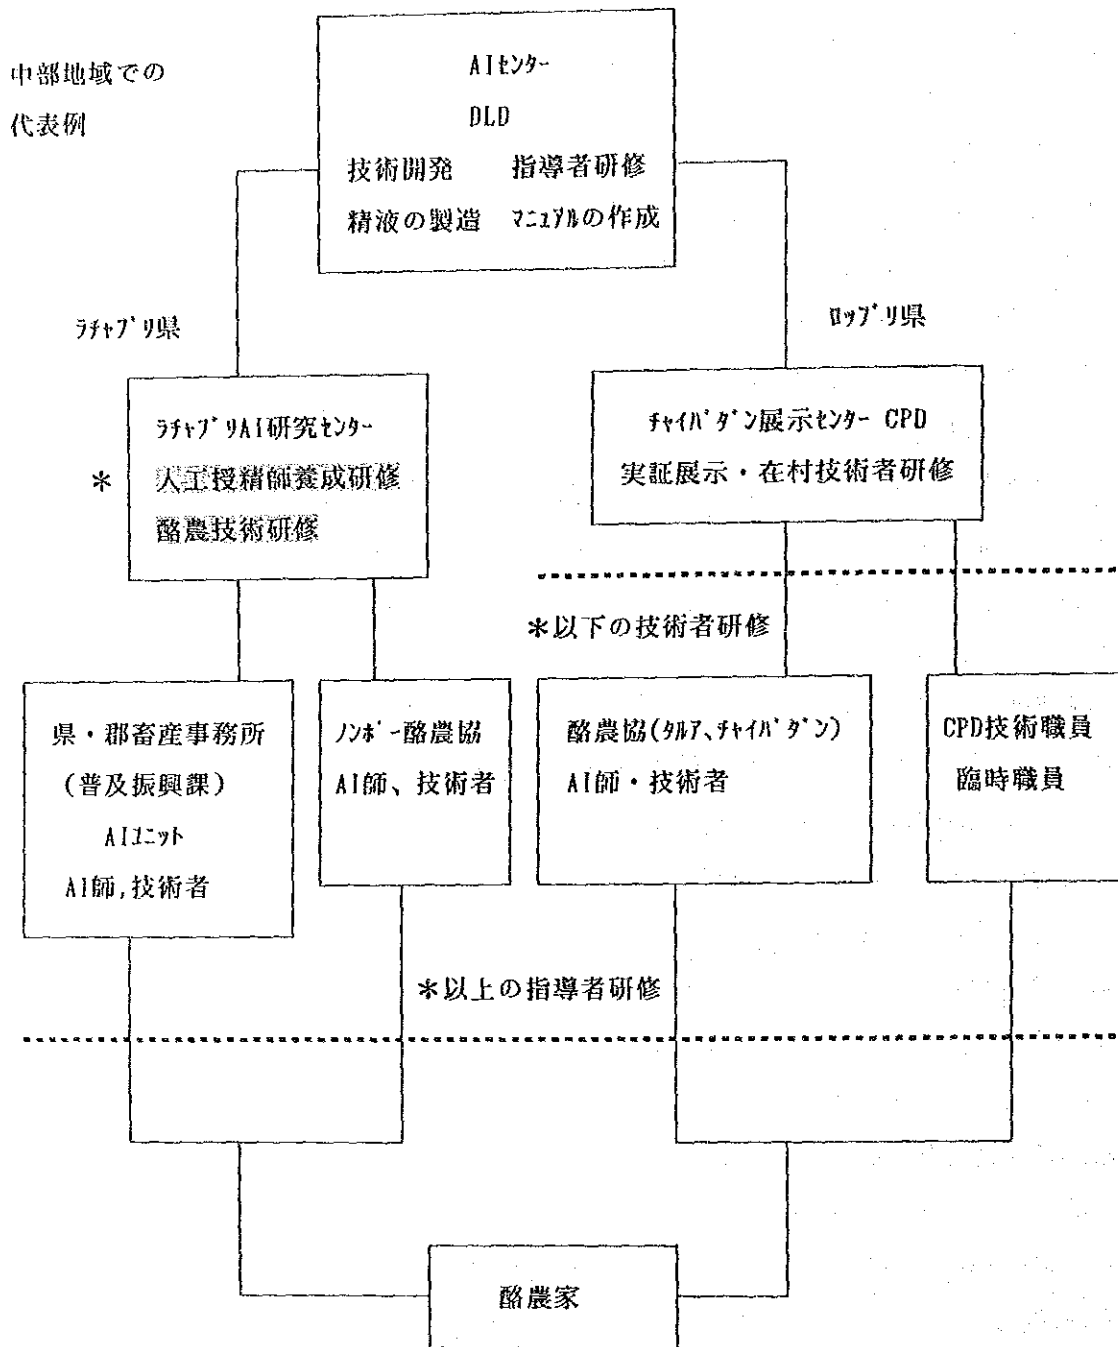 中部地域での
代表例
AIセンター
DLD
技術開発 指導者研修
精液の製造 マニュアルの作成
ラチャブリ県
ロッブリ県
ラチャブリAI研究センター
*
人工授精師養成研修
酪農技術研修
チャイバダン展示センター CPD
実証展示・在村技術者研修
*以下の技術者研修
県・郡畜産事務所
(普及振興課)
AIユニット
AI師,技術者
ノンポー酪農協
AI師、技術者
酪農協(タルア、チャイバダン)
AI師・技術者
CPD技術職員
臨時職員
*以上の指導者研修
酪農家